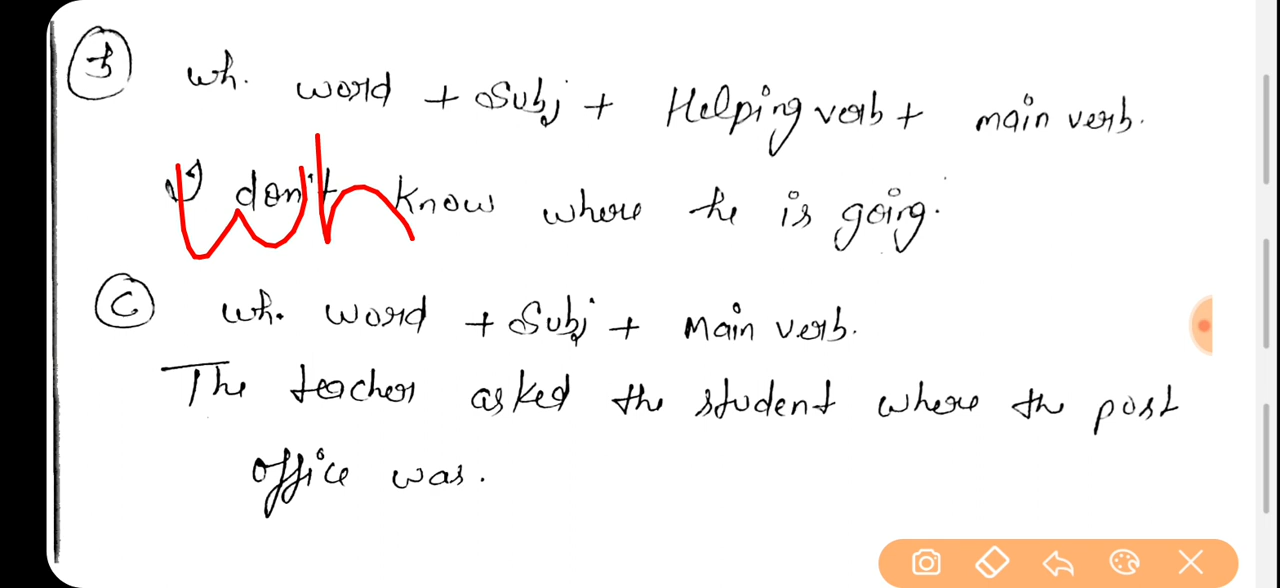 b wh. word + Subj + Helping verb + main verb.
I don't know where he is going.
Wh
C wh. word + Subj + Main verb.
The teacher asked the student where the post
office was.